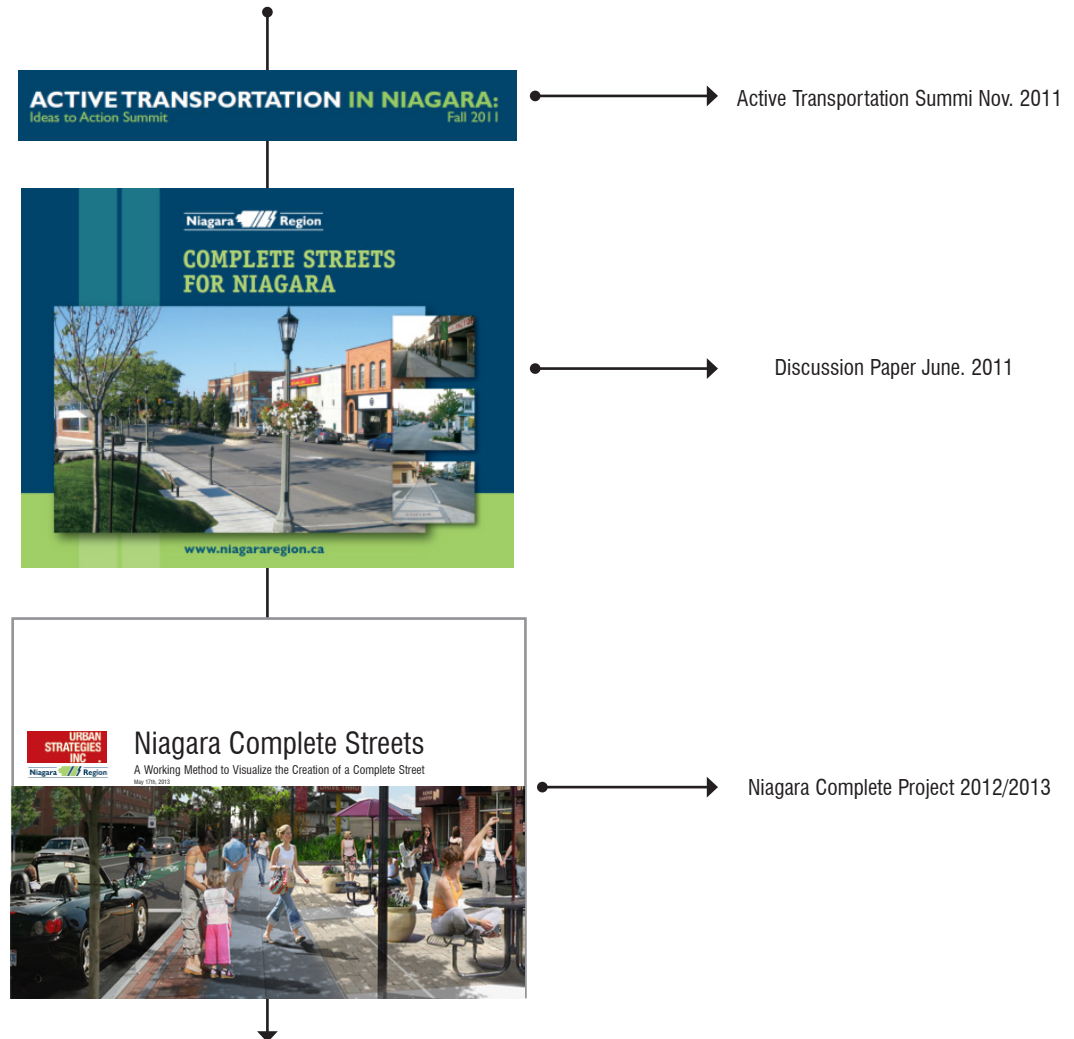 ACTIVE TRANSPORTATION IN NIAGARA:
Ideas to Action Summit
Fall 2011
Active Transportation Summi Nov. 2011
Niagara Region
COMPLETE STREETS
FOR NIAGARA
www.niagararegion.ca
Discussion Paper June. 2011
URBAN
STRATEGIES
INC .
Niagara Region
Niagara Complete Streets
A Working Method to Visualize the Creation of a Complete Street
May 17th, 2013
Niagara Complete Project 2012/2013